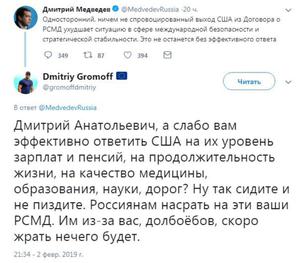 Дмитрий Медведев @MedvedevRussia · 20 ч.
Односторонний, ничем не спровоцированный выход США из Договора о
РСМД ухудшает ситуацию в сфере международной безопасности и
стратегической стабильности. Это не останется без эффективного ответа
349 87 397
Dmitriy Gromoff
@gromoffdmitriy
Читать
В ответ @MedvedevRussia
Дмитрий Анатольевич, а слабо вам
эффективно ответить США на их уровень
зарплат и пенсий, на продолжительность
жизни, на качество медицины,
образования, науки, дорог? Ну так сидите и
не пиздите. Россиянам насрать на эти ваши
РСМД. Им из-за вас, долбоёбов, скоро
жрать нечего будет.
21:34 - 2 февр. 2019 г.